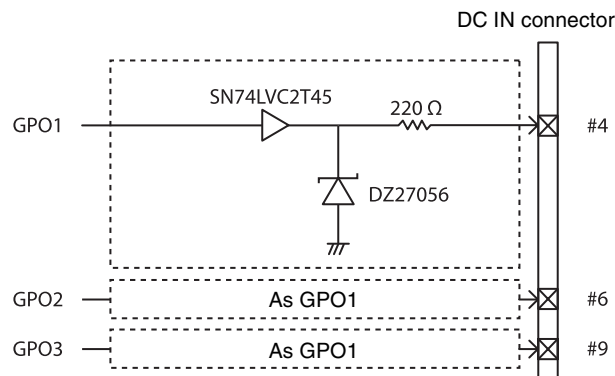 DC IN connector
SN74LVC2T45
220 Ω
GPO1
#4
DZ27056
GPO2
As GPO1
#6
GPO3
As GPO1
#9